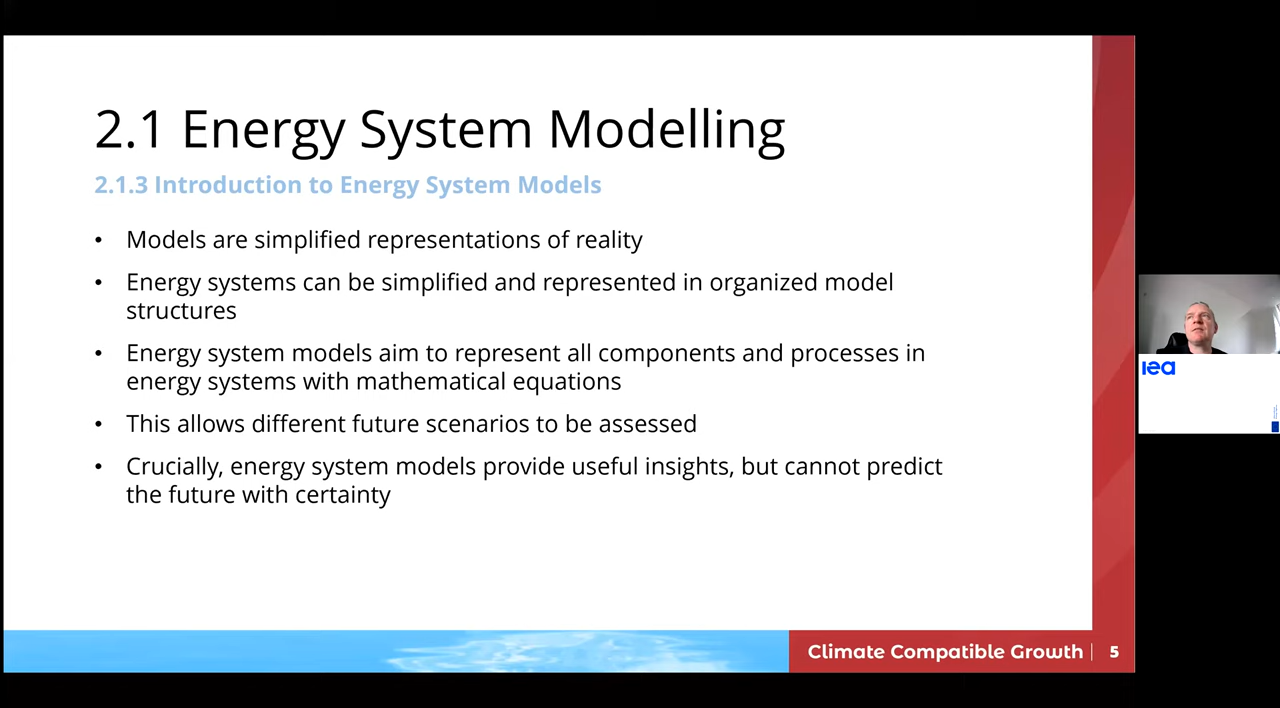 2.1 Energy System Modelling
2.1.3 Introduction to Energy System Models
• Models are simplified representations of reality
• Energy systems can be simplified and represented in organized model
structures
• Energy system models aim to represent all components and processes in
energy systems with mathematical equations
• This allows different future scenarios to be assessed
• Crucially, energy system models provide useful insights, but cannot predict
the future with certainty
Climate Compatible Growth | 5
iea